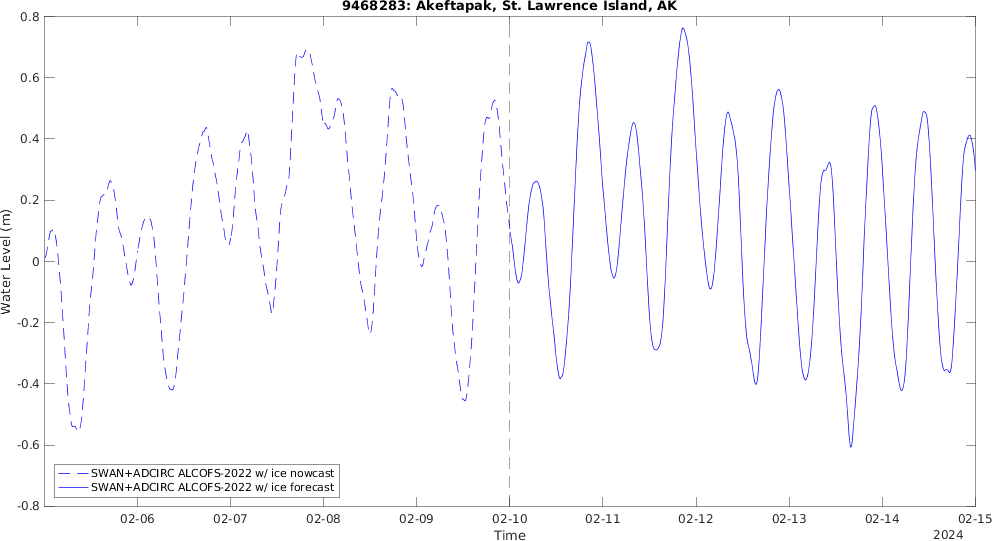 9468283: Akeftapak, St. Lawrence Island, AK
0.8
0.6
0.4
0.2
0
-0.2
-0.4
-0.6
-0.8
Water Level (m)
SWAN+ADCIRC ALCOFS-2022 w/ ice nowcast
SWAN+ADCIRC ALCOFS-2022 w/ ice forecast
02-06 02-07 02-08 02-09 02-10 02-11 02-12 02-13 02-14 02-15
Time
2024